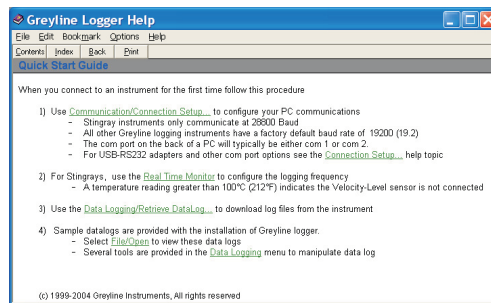 Greyline Logger Help
File Edit Bookmark Options Help
Contents Index Back Print
Quick Start Guide
When you connect to an instrument for the first time follow this procedure
1) Use Communication/Connection Setup... to configure your PC communications
- Stingray instruments only communicate at 28800 Baud
- All other Greyline logging instruments have a factory default baud rate of 19200 (19.2)
- The com port on the back of a PC will typically be either com 1 or com 2.
- For USB-RS232 adapters and other com port options see the Connection Setup... help topic
2) For Stingrays, use the Real Time Monitor to configure the logging frequency
- A temperature reading greater than 100°C (212°F) indicates the Velocity-Level sensor is not connected
3) Use the Data Logging/Retrieve DataLog... to download log files from the instrument
4) Sample datalogs are provided with the installation of Greyline logger.
- Select File/Open to view these data logs
- Several tools are provided in the Data Logging menu to manipulate data log
(c) 1999-2004 Greyline Instruments, All rights reserved